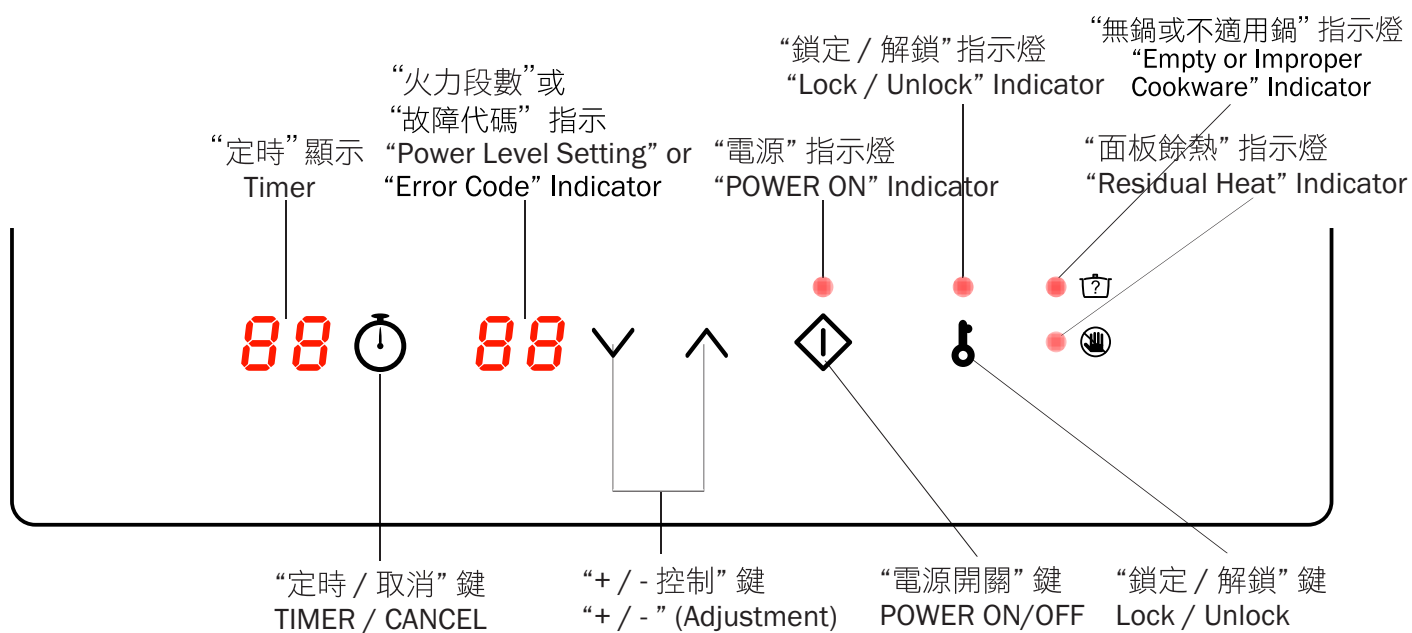 “無鍋或不適用鍋” 指示燈
“Empty or Improper
Cookware” Indicator
“鎖定 / 解鎖” 指示燈
“Lock / Unlock” Indicator
“火力段數”或
“故障代碼” 指示
“Power Level Setting” or
“Error Code” Indicator
“定時” 顯示
Timer
“電源” 指示燈
“POWER ON” Indicator
“面板餘熱” 指示燈
“Residual Heat” Indicator
?
88
88
“定時 / 取消” 鍵
TIMER / CANCEL
“+ / - 控制” 鍵
“+ / - ” (Adjustment)
“電源開關” 鍵
POWER ON/OFF
“鎖定 / 解鎖” 鍵
Lock / Unlock